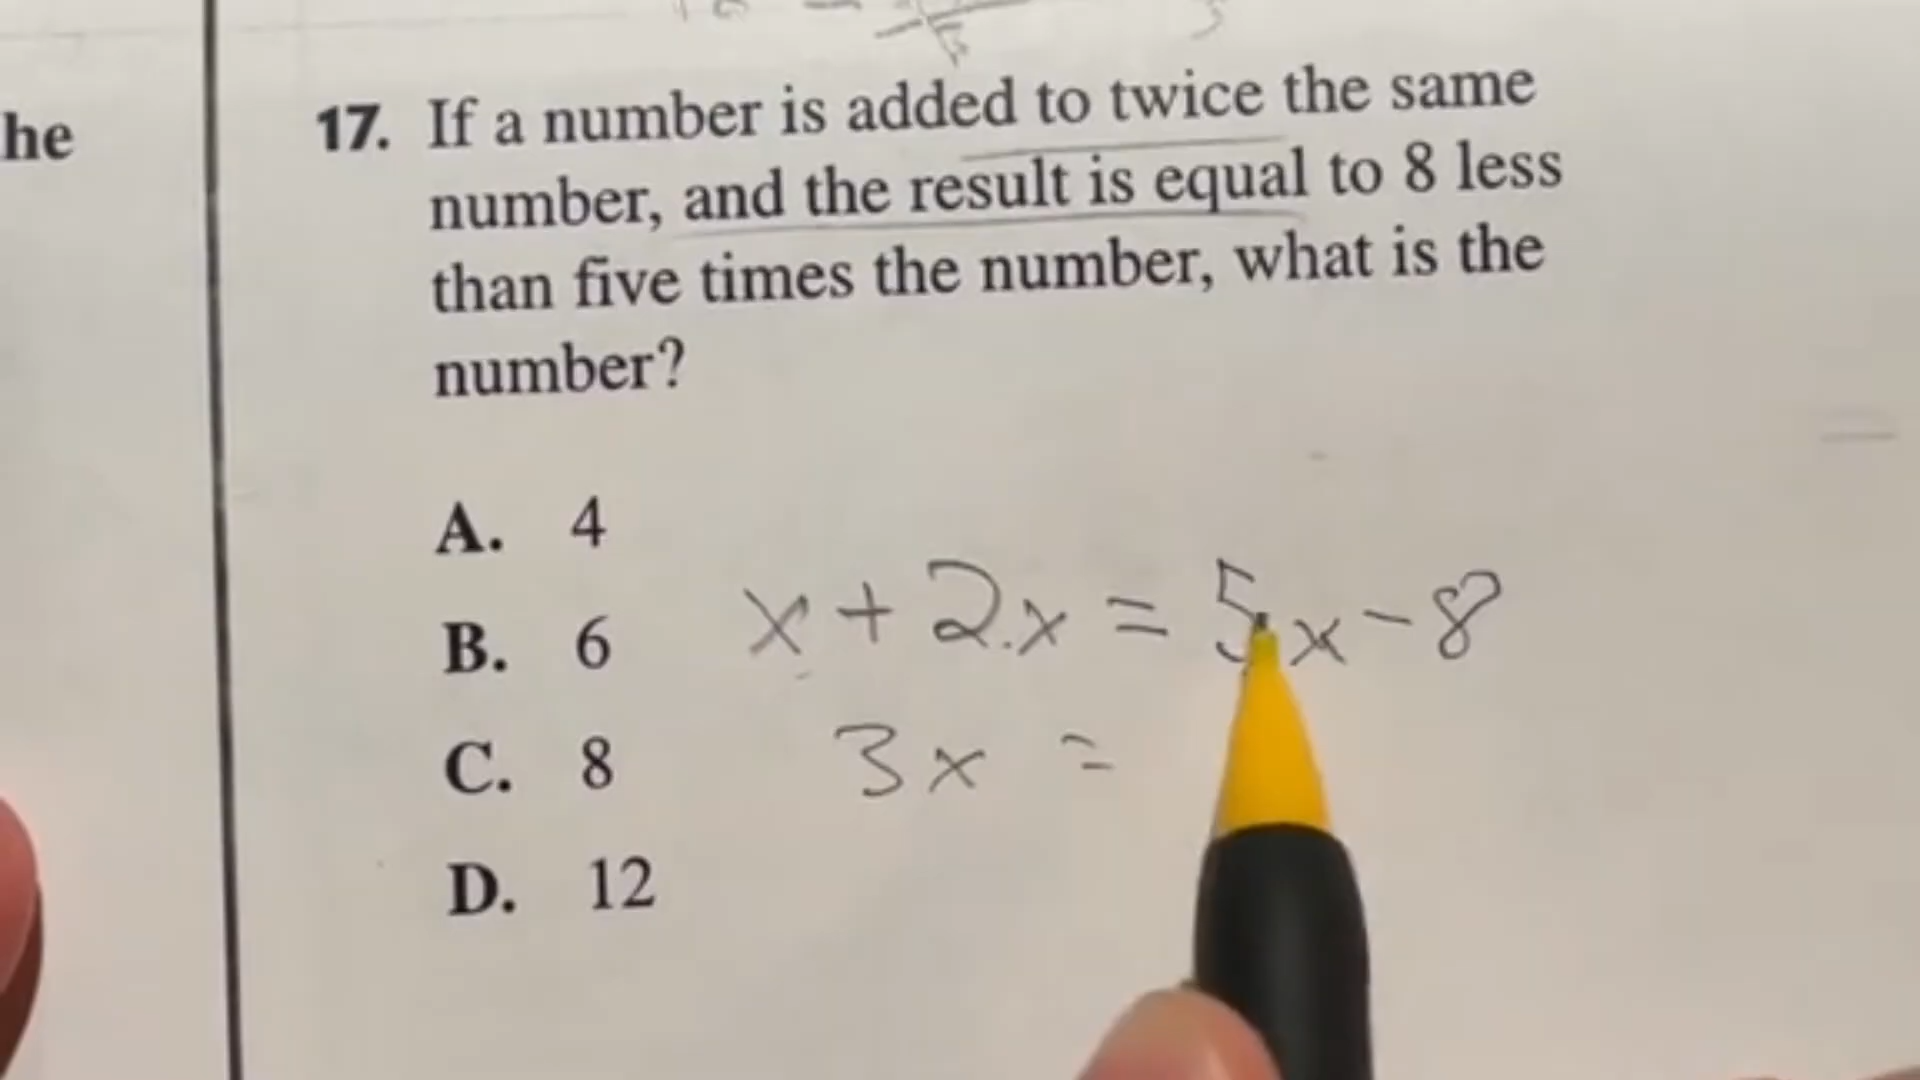 he
17. If a number is added to twice the same
number, and the result is equal to 8 less
than five times the number, what is the
number?
A. 4
B. 6
C. 8
D. 12
x + 2x = 5x - 8
3x =